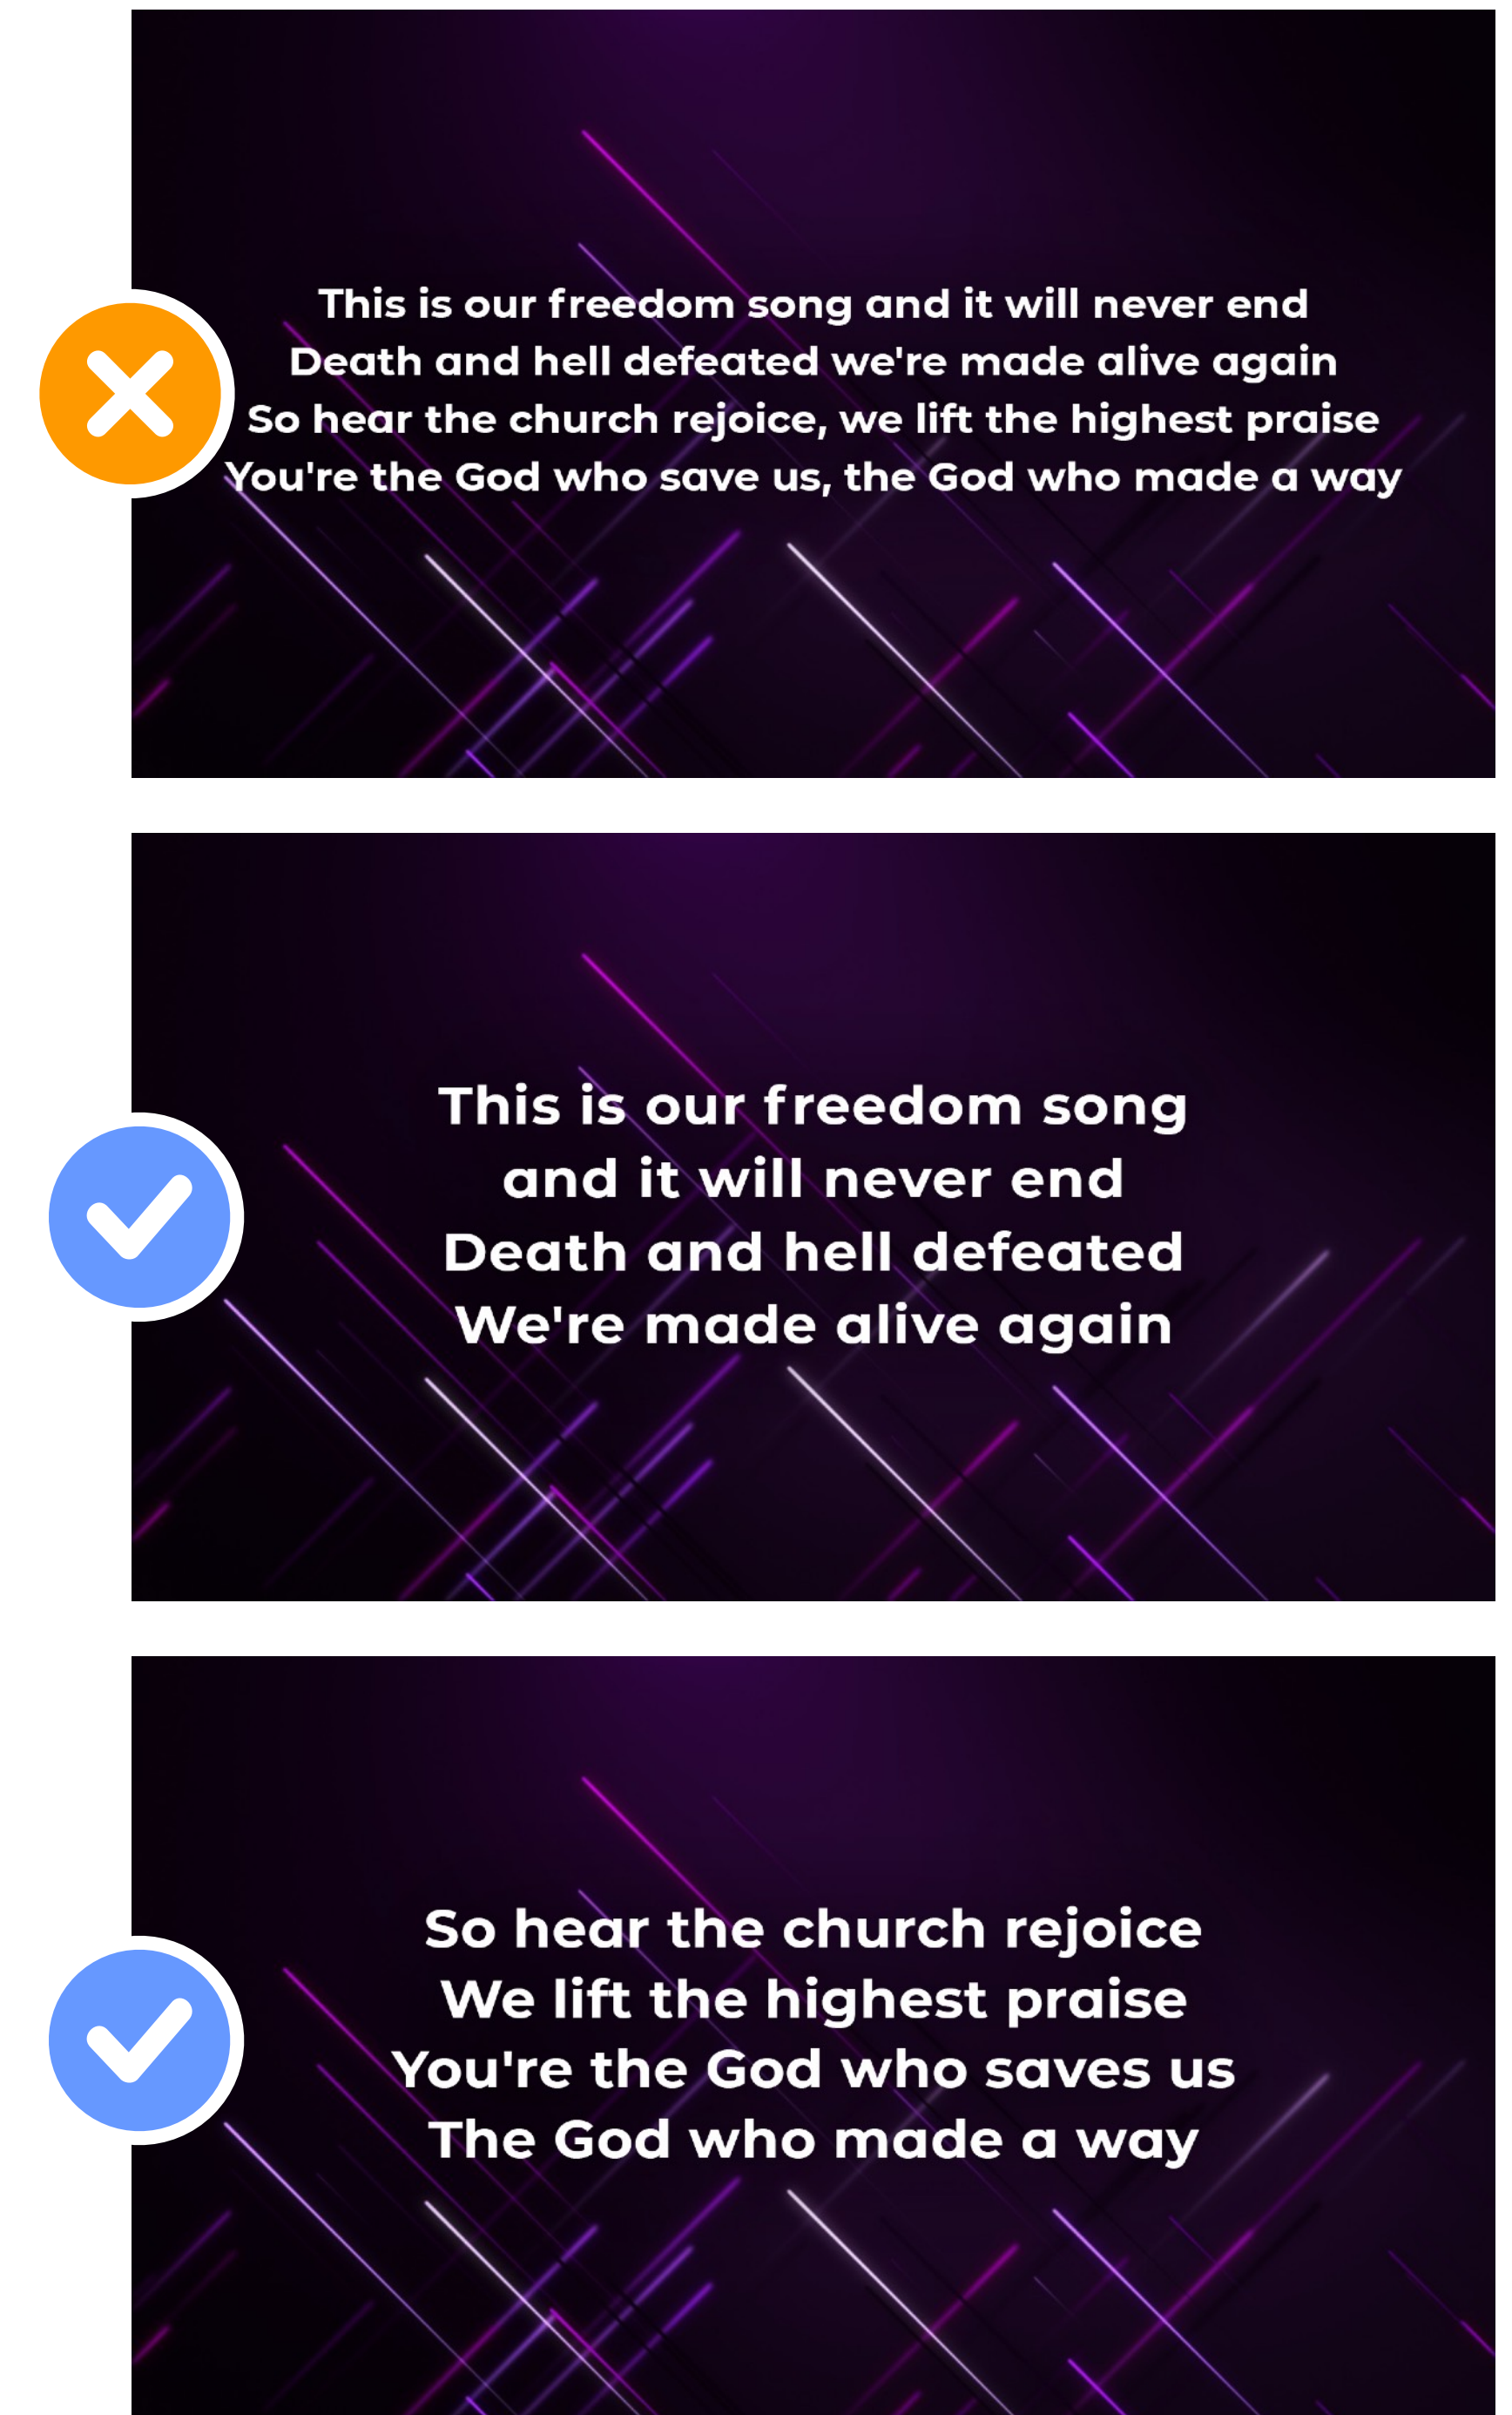 This is our freedom song and it will never end
Death and hell defeated we're made alive again
So hear the church rejoice, we lift the highest praise
You're the God who save us, the God who made a way
This is our freedom song
and it will never end
Death and hell defeated
We're made alive again
So hear the church rejoice
We lift the highest praise
You're the God who saves us
The God who made a way